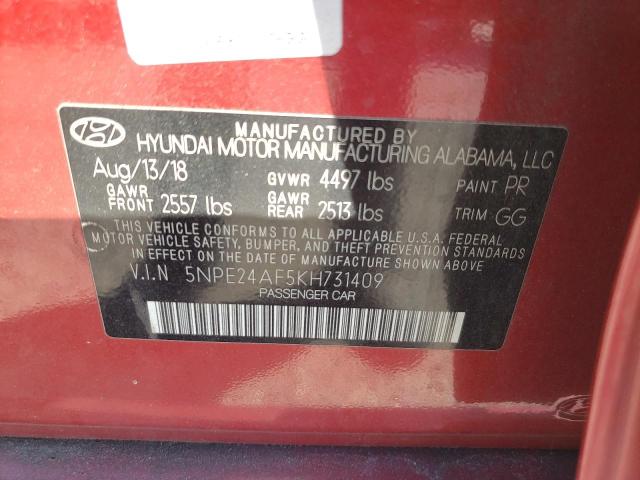 MANUFACTURED BY
HYUNDAI MOTOR MANUFACTURING ALABAMA, LLC
Aug/13/18 GVWR 4497 lbs PAINT PR
GAWR FRONT 2557 lbs GAWR REAR 2513 lbs TRIM GG
THIS VEHICLE CONFORMS TO ALL APPLICABLE U.S.A. FEDERAL
MOTOR VEHICLE SAFETY, BUMPER, AND THEFT PREVENTION STANDARDS
IN EFFECT ON THE DATE OF MANUFACTURE SHOWN ABOVE.
V.I.N 5NPE24AF5KH731409
PASSENGER CAR